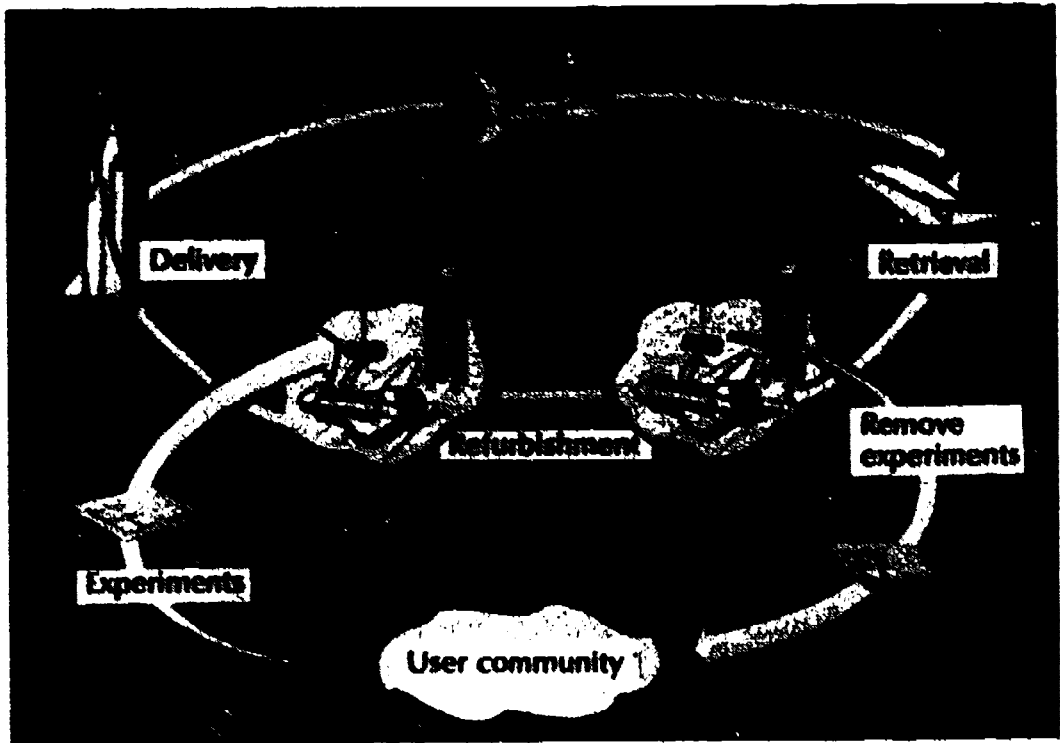 Delivery
Retrieval
Refurbishment
Remove
experiments
Experiments
User community